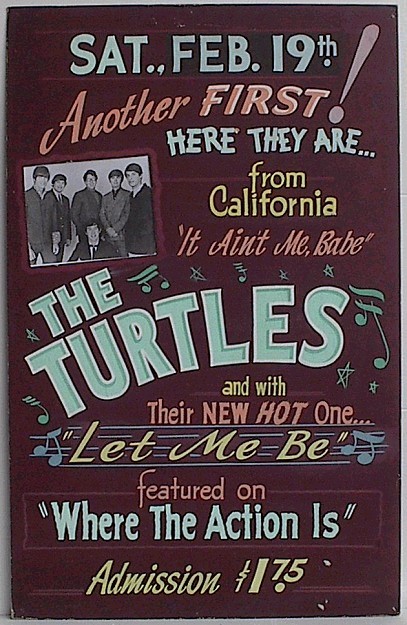 SAT., FEB. 19th
Another FIRST!
HERE THEY ARE...
from
California
"It Ain't Me, Babe"
THE
TURTLES
and with
Their NEW HOT One...
"Let Me Be"
featured on
"Where The Action Is"
Admission $1.75